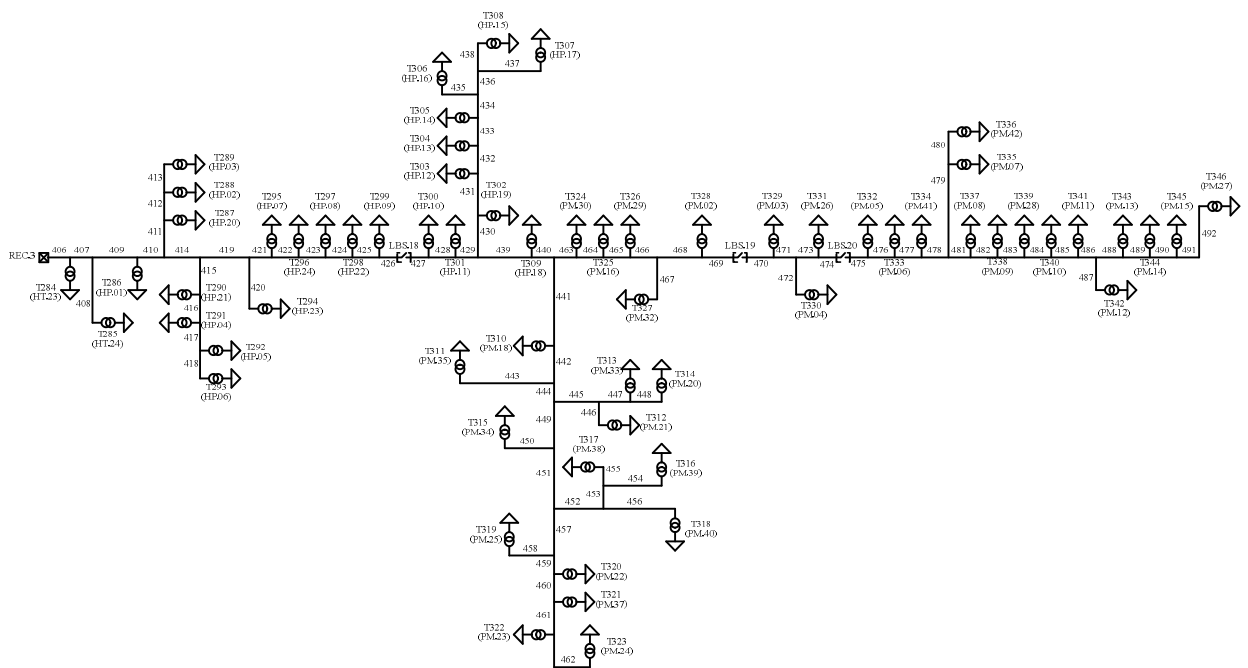 T308
(HP.15)
T307
(HP.17)
438
437
T306
(HP.16)
436
435
434
T305
(HP.14)
433
T304
(HP.13)
432
T303
(HP.12)
431
T302
(HP.19)
430
T289
(HP.03)
413
T288
(HP.02)
412
T287
(HP.20)
411
T336
(PM.42)
480
T335
(PM.07)
479
T295
(HP.07)
T297
(HP.08)
T299
(HP.09)
T300
(HP.10)
T324
(PM.30)
T326
(PM.29)
T328
(PM.02)
T329
(PM.03)
T331
(PM.26)
T332
(PM.05)
T334
(PM.41)
T337
(PM.08)
T339
(PM.28)
T341
(PM.11)
T343
(PM.13)
T345
(PM.15)
T346
(PM.27)
492
REC.3
406
407
409
410
414
419
421
422
423
424
425
426
LBS.18
427
428
429
439
440
463
464
465
466
468
469
LBS.19
470
471
473
474
LBS.20
475
476
477
478
481
482
483
484
485
486
488
489
490
491
T284
(HT.23)
408
T285
(HT.24)
T286
(HP.01)
415
T290
(HP.21)
416
T291
(HP.04)
417
T292
(HP.05)
418
T293
(HP.06)
420
T294
(HP.23)
T296
(HP.24)
T298
(HP.22)
T301
(HP.11)
T309
(HP.18)
T325
(PM.16)
467
T327
(PM.32)
472
T330
(PM.04)
T333
(PM.06)
T338
(PM.09)
T340
(PM.10)
487
T342
(PM.12)
T344
(PM.14)
441
T310
(PM.18)
442
T311
(PM.35)
443
444
T313
(PM.33)
T314
(PM.20)
445
447
448
446
T312
(PM.21)
449
T315
(PM.34)
450
T317
(PM.38)
455
T316
(PM.39)
451
454
453
452
456
T318
(PM.40)
457
T319
(PM.25)
458
459
T320
(PM.22)
460
T321
(PM.37)
461
T322
(PM.23)
T323
(PM.24)
462